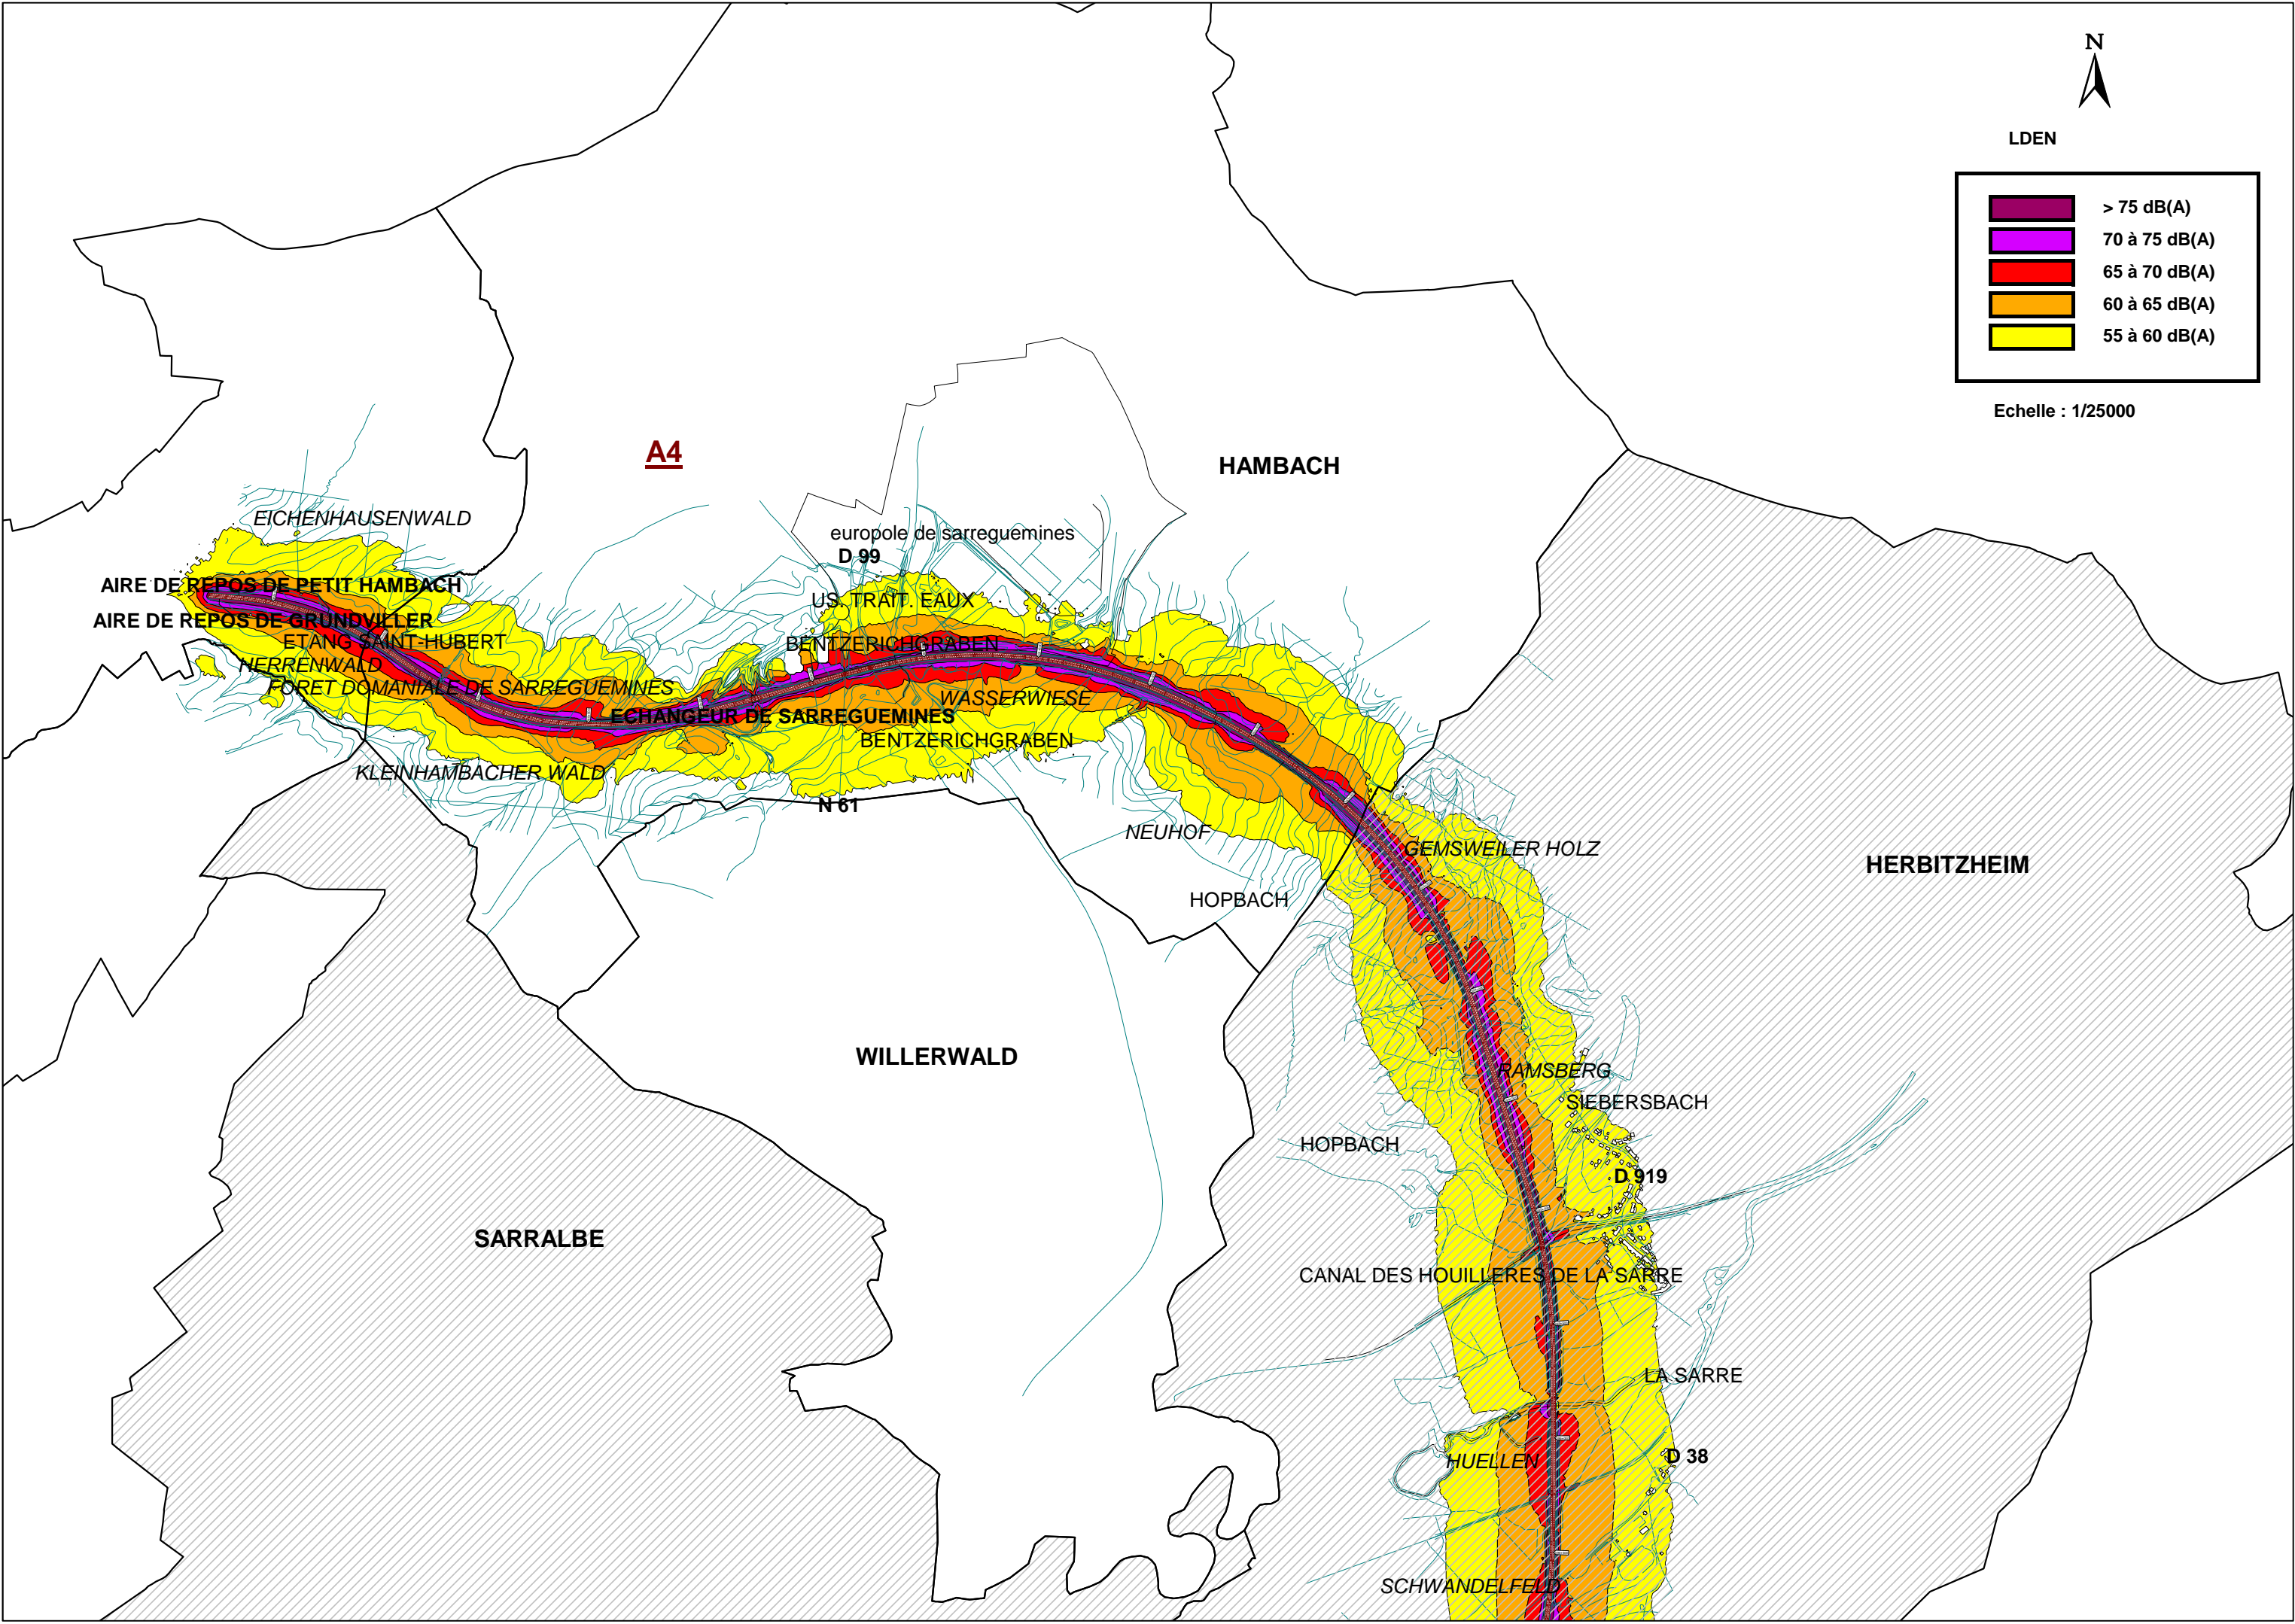 N
LDEN
> 75 dB(A)
70 à 75 dB(A)
65 à 70 dB(A)
60 à 65 dB(A)
55 à 60 dB(A)
Echelle : 1/25000
A4
HAMBACH
EICHENHAUSENWALD
europole de sarreguemines
D 99
AIRE DE REPOS DE PETIT HAMBACH
US. TRAIT. EAUX
AIRE DE REPOS DE GRUNDVILLER
ETANG SAINT-HUBERT
BENTZERICHGRABEN
HERRENWALD
FORET DOMANIALE DE SARREGUEMINES
WASSERWIESE
ECHANGEUR DE SARREGUEMINES
BENTZERICHGRABEN
KLEINHAMBACHER WALD
N 61
NEUHOF
GEMSWEILER HOLZ
HERBITZHEIM
HOPBACH
WILLERWALD
RAMSBERG
SIEBERSBACH
HOPBACH
D 919
SARRALBE
CANAL DES HOUILLERES DE LA SARRE
LA SARRE
HUELLEN
D 38
SCHWANDELFELD